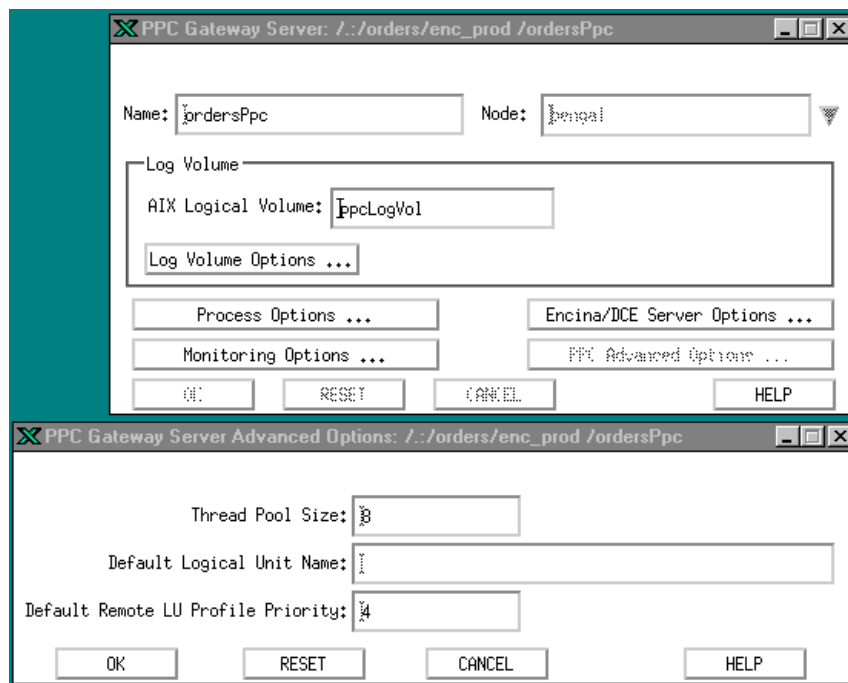 PPC Gateway Server: /.:/orders/enc_prod /ordersPpc
Name: ordersPpc Node: bengal
Log Volume
AIX Logical Volume: ppcLogVol
Log Volume Options ...
Process Options ... Encina/DCE Server Options ...
Monitoring Options ... PPC Advanced Options ...
OK RESET CANCEL HELP
PPC Gateway Server Advanced Options: /.:/orders/enc_prod /ordersPpc
Thread Pool Size: 8
Default Logical Unit Name:
Default Remote LU Profile Priority: 4
OK RESET CANCEL HELP